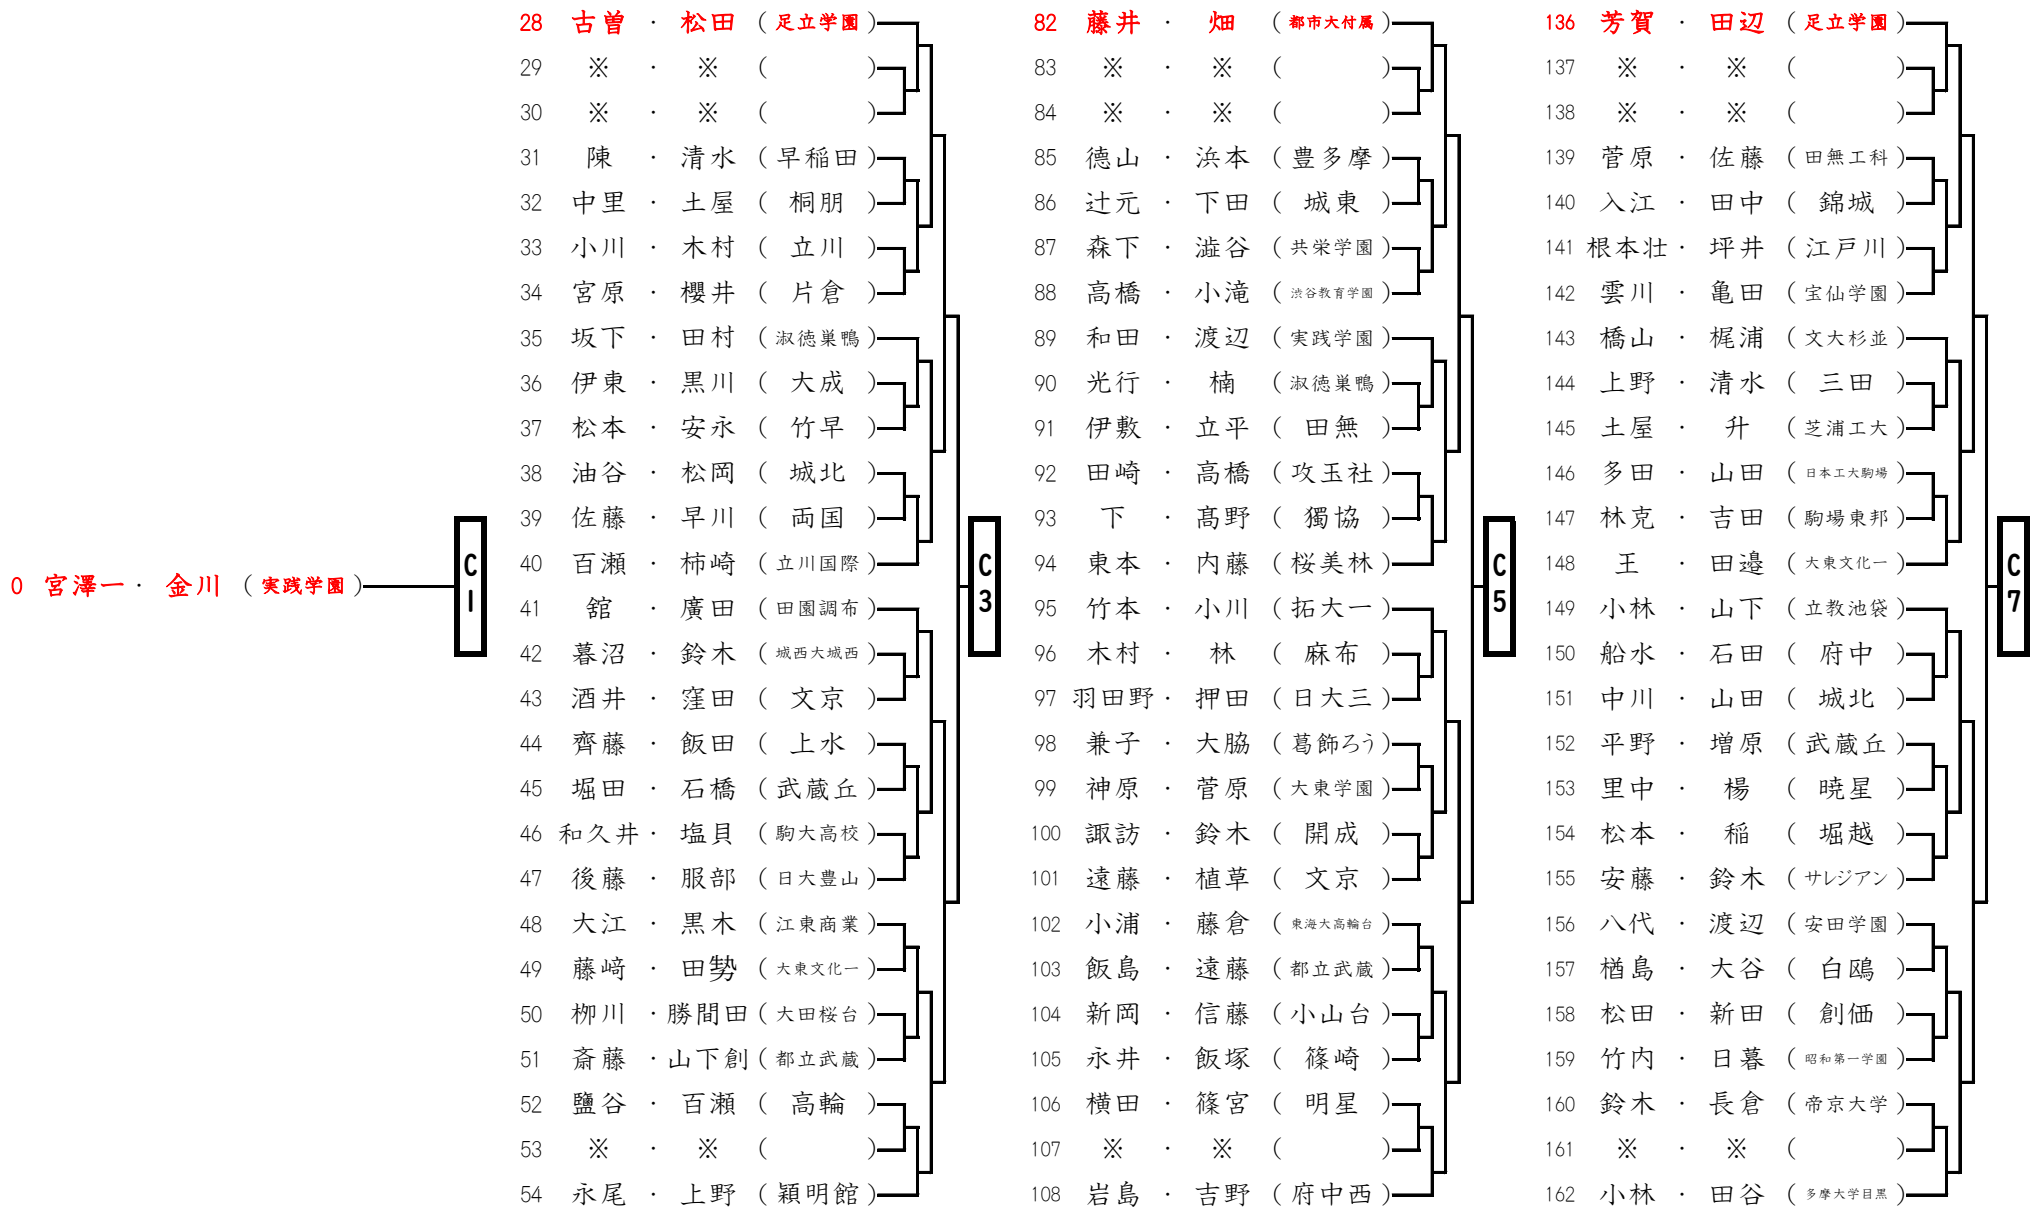 0 宮澤一 ・ 金川 （ 実践学園 ）
C1
28 古曽 ・ 松田 （ 足立学園 ）
29 ※ ・ ※ （ ）
30 ※ ・ ※ （ ）
31 陳 ・ 清水 （ 早稲田 ）
32 中里 ・ 土屋 （ 桐朋 ）
33 小川 ・ 木村 （ 立川 ）
34 宮原 ・ 櫻井 （ 片倉 ）
35 坂下 ・ 田村 （ 淑徳巣鴨 ）
36 伊東 ・ 黒川 （ 大成 ）
37 松本 ・ 安永 （ 竹早 ）
38 油谷 ・ 松岡 （ 城北 ）
39 佐藤 ・ 早川 （ 両国 ）
40 百瀬 ・ 柿崎 （ 立川国際 ）
41 舘 ・ 廣田 （ 田園調布 ）
42 暮沼 ・ 鈴木 （ 城西大城西 ）
43 酒井 ・ 窪田 （ 文京 ）
44 齊藤 ・ 飯田 （ 上水 ）
45 堀田 ・ 石橋 （ 武蔵丘 ）
46 和久井 ・ 塩貝 （ 駒大高校 ）
47 後藤 ・ 服部 （ 日大豊山 ）
48 大江 ・ 黒木 （ 江東商業 ）
49 藤﨑 ・ 田㔟 （ 大東文化一 ）
50 栁川 ・ 勝間田 （ 大田桜台 ）
51 斎藤 ・ 山下創 （ 都立武蔵 ）
52 鹽谷 ・ 百瀬 （ 高輪 ）
53 ※ ・ ※ （ ）
54 永尾 ・ 上野 （ 穎明館 ）
C3
82 藤井 ・ 畑 （ 都市大付属 ）
83 ※ ・ ※ （ ）
84 ※ ・ ※ （ ）
85 德山 ・ 浜本 （ 豊多摩 ）
86 辻元 ・ 下田 （ 城東 ）
87 森下 ・ 澁谷 （ 共栄学園 ）
88 高橋 ・ 小滝 （ 渋谷教育学園 ）
89 和田 ・ 渡辺 （ 実践学園 ）
90 光行 ・ 楠 （ 淑徳巣鴨 ）
91 伊敷 ・ 立平 （ 田無 ）
92 田崎 ・ 高橋 （ 攻玉社 ）
93 下 ・ 髙野 （ 獨協 ）
94 東本 ・ 内藤 （ 桜美林 ）
95 竹本 ・ 小川 （ 拓大一 ）
96 木村 ・ 林 （ 麻布 ）
97 羽田野 ・ 押田 （ 日大三 ）
98 兼子 ・ 大脇 （ 葛飾ろう ）
99 神原 ・ 菅原 （ 大東学園 ）
100 諏訪 ・ 鈴木 （ 開成 ）
101 遠藤 ・ 植草 （ 文京 ）
102 小浦 ・ 藤倉 （ 東海大高輪台 ）
103 飯島 ・ 遠藤 （ 都立武蔵 ）
104 新岡 ・ 信藤 （ 小山台 ）
105 永井 ・ 飯塚 （ 篠崎 ）
106 横田 ・ 篠宮 （ 明星 ）
107 ※ ・ ※ （ ）
108 岩島 ・ 吉野 （ 府中西 ）
C5
136 芳賀 ・ 田辺 （ 足立学園 ）
137 ※ ・ ※ （ ）
138 ※ ・ ※ （ ）
139 菅原 ・ 佐藤 （ 田無工科 ）
140 入江 ・ 田中 （ 錦城 ）
141 根本壮 ・ 坪井 （ 江戸川 ）
142 雲川 ・ 亀田 （ 宝仙学園 ）
143 橋山 ・ 梶浦 （ 文大杉並 ）
144 上野 ・ 清水 （ 三田 ）
145 土屋 ・ 升 （ 芝浦工大 ）
146 多田 ・ 山田 （ 日本工大駒場 ）
147 林克 ・ 吉田 （ 駒場東邦 ）
148 王 ・ 田邉 （ 大東文化一 ）
149 小林 ・ 山下 （ 立教池袋 ）
150 船水 ・ 石田 （ 府中 ）
151 中川 ・ 山田 （ 城北 ）
152 平野 ・ 増原 （ 武蔵丘 ）
153 里中 ・ 楊 （ 暁星 ）
154 松本 ・ 稲 （ 堀越 ）
155 安藤 ・ 鈴木 （ サレジアン ）
156 八代 ・ 渡辺 （ 安田学園 ）
157 楢島 ・ 大谷 （ 白鴎 ）
158 松田 ・ 新田 （ 創価 ）
159 竹内 ・ 日暮 （ 昭和第一学園 ）
160 鈴木 ・ 長倉 （ 帝京大学 ）
161 ※ ・ ※ （ ）
162 小林 ・ 田谷 （ 多摩大学目黒 ）
C7